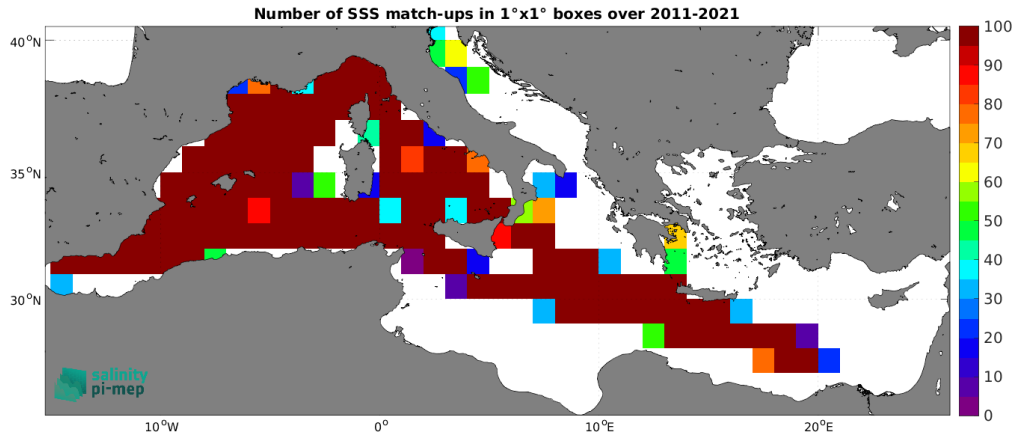 Number of SSS match-ups in 1°x1° boxes over 2011-2021
40°N
35°N
30°N
10°W
0°
10°E
20°E
100
90
80
70
60
50
40
30
20
10
0
salinity
pi-mep